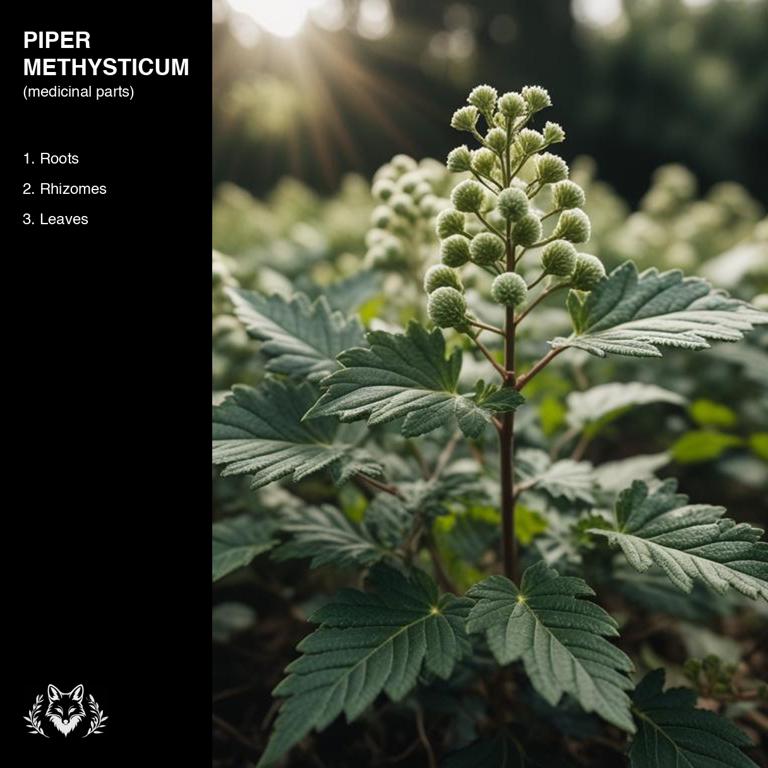 PIPER
METHYSTICUM
(medicinal parts)
1. Roots
2. Rhizomes
3. Leaves